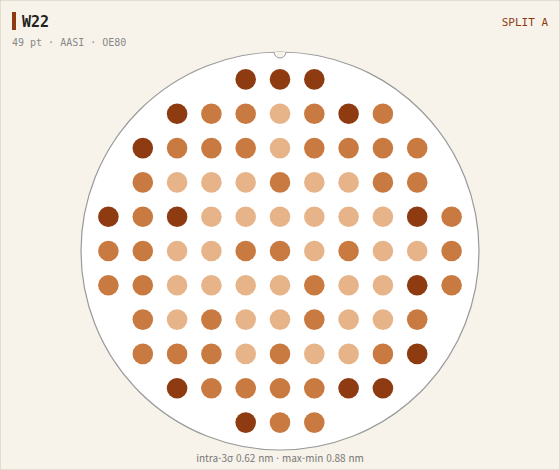 W22
SPLIT A
49 pt · AASI · OE80
intra-3σ 0.62 nm · max-min 0.88 nm